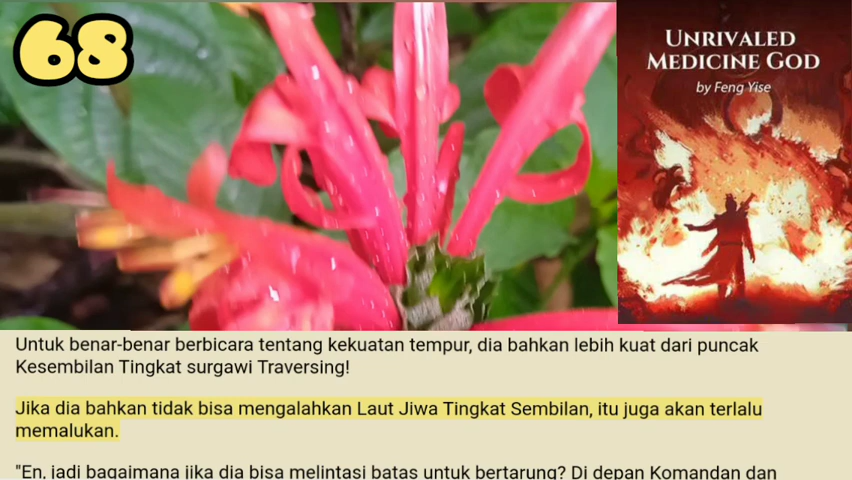 68
UNRIVALED
MEDICINE GOD
by Feng Yise
Untuk benar-benar berbicara tentang kekuatan tempur, dia bahkan lebih kuat dari puncak
Kesembilan Tingkat surgawi Traversing!
Jika dia bahkan tidak bisa mengalahkan Laut Jiwa Tingkat Sembilan, itu juga akan terlalu
memalukan.
"En, jadi bagaimana jika dia bisa melintasi batas untuk bertarung? Di depan Komandan dan